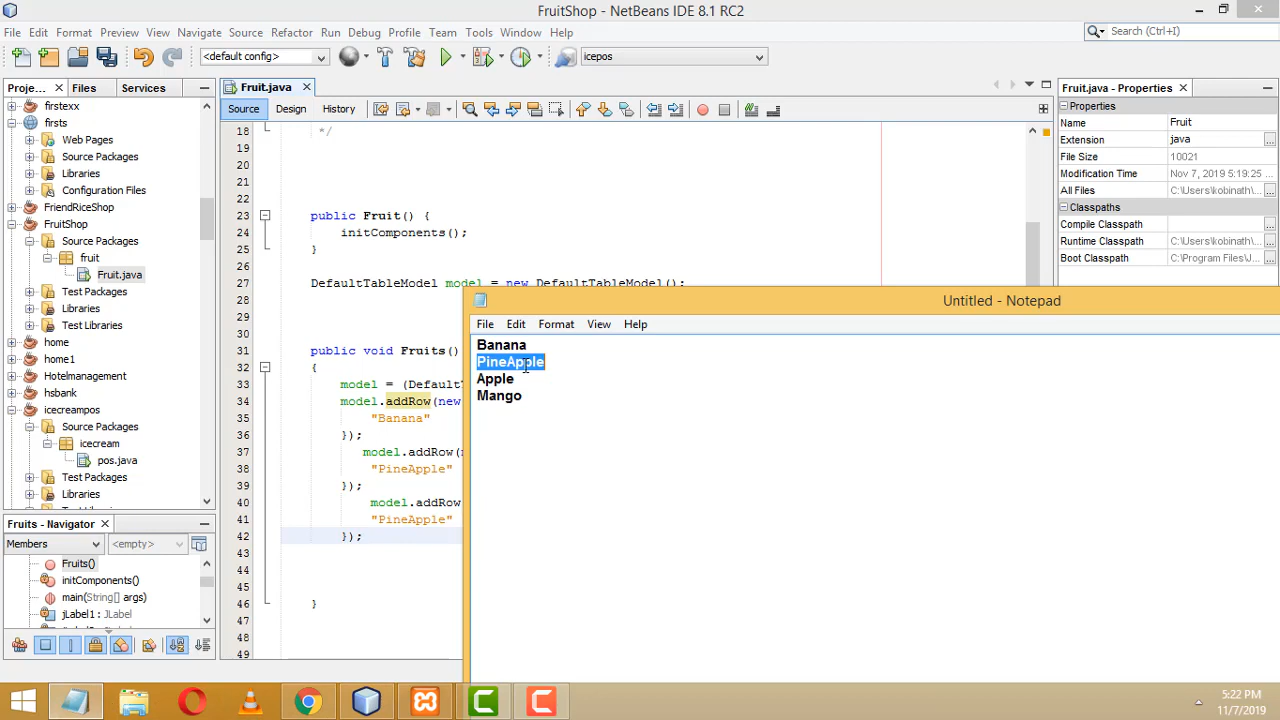 FruitShop - NetBeans IDE 8.1 RC2
File Edit Format Preview View Navigate Source Refactor Run Debug Profile Team Tools Window Help
Search (Ctrl+I)
<default config>
icepos
Proje...
Files
Services
Fruit.java
Fruit.java - Properties
Source
Design
History
firstexx
firsts
Web Pages
Source Packages
Libraries
Configuration Files
FriendRiceShop
FruitShop
Source Packages
fruit
Fruit.java
Test Packages
Libraries
Test Libraries
home
home1
Hotelmanagement
hsbank
icecreampos
Source Packages
icecream
pos.java
Test Packages
Libraries
Fruits - Navigator
Members
<empty>
Fruits()
initComponents()
main(String[] args)
jLabel1 : JLabel
18 */
19
20
21
22
23 public Fruit() {
24 initComponents();
25 }
26
27 DefaultTableModel model = new DefaultTableModel();
28
29
30
31 public void Fruits()
32 {
33 model = (DefaultT
34 model.addRow(new
35 "Banana"
36 });
37 model.addRow(
38 "PineApple"
39 });
40 model.addRow
41 "PineApple"
42 });
43
44
45
46 }
47
48
49
Properties
Name Fruit
Extension java
File Size 10021
Modification Time Nov 7, 2019 5:19:25 ...
All Files C:\Users\kobinath\...
Classpaths
Compile Classpath
Runtime Classpath C:\Users\kobinath\...
Boot Classpath C:\Program Files\J...
Untitled - Notepad
File Edit Format View Help
Banana
PineApple
Apple
Mango
5:22 PM
11/7/2019